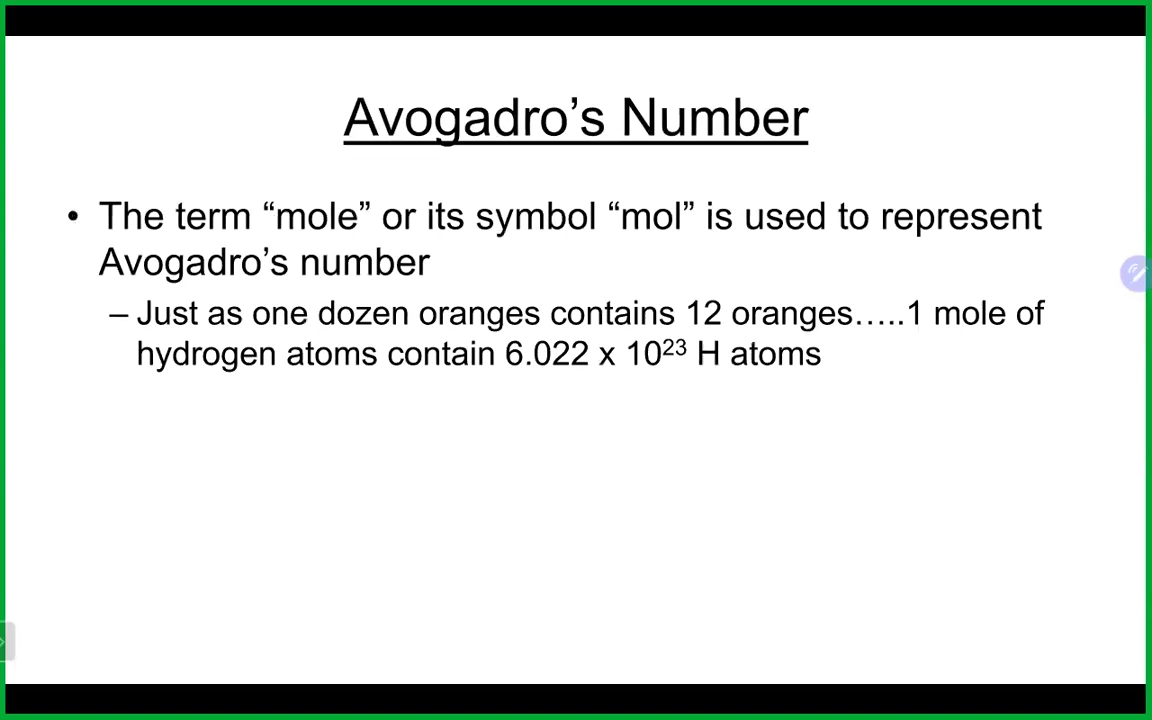 Avogadro’s Number
• The term “mole” or its symbol “mol” is used to represent
Avogadro’s number
– Just as one dozen oranges contains 12 oranges…..1 mole of
hydrogen atoms contain 6.022 x 10²³ H atoms